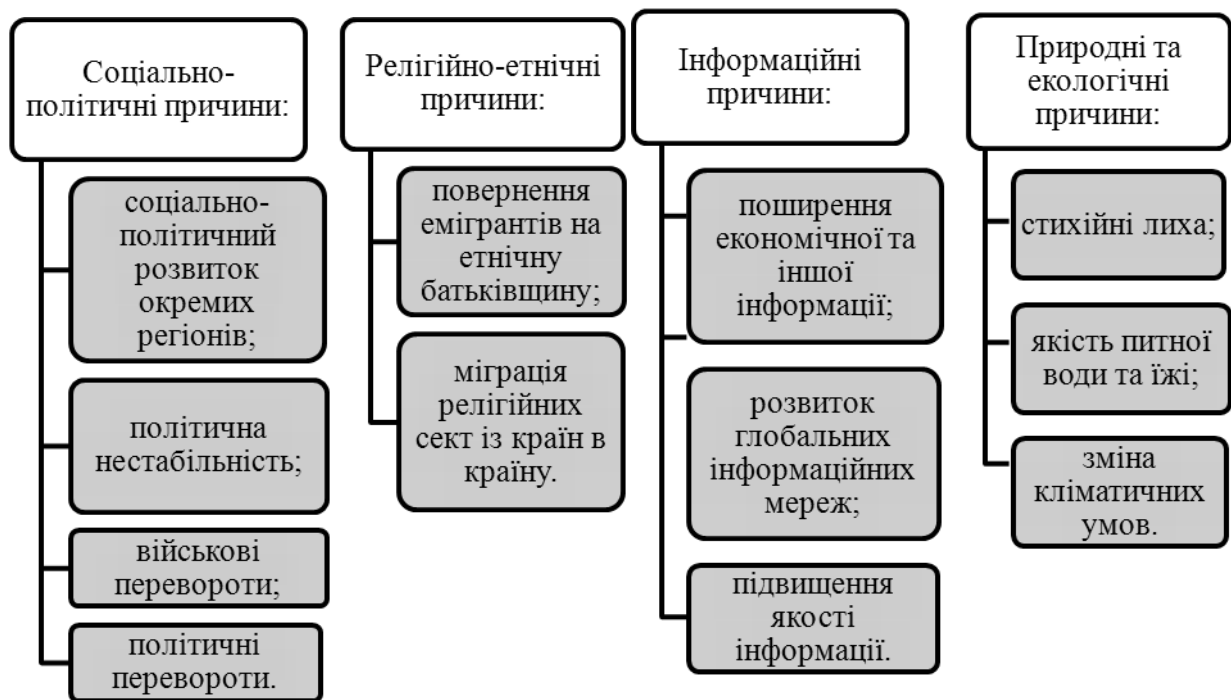 Соціально-
політичні причини:
соціально-
політичний
розвиток
окремих
регіонів;
політична
нестабільність;
військові
перевороти;
політичні
перевороти.
Релігійно-етнічні
причини:
повернення
емігрантів на
етнічну
батьківщину;
міграція
релігійних
сект із країн в
країну.
Інформаційні
причини:
поширення
економічної та
іншої
інформації;
розвиток
глобальних
інформаційних
мереж;
підвищення
якості
інформації.
Природні та
екологічні
причини:
стихійні лиха;
якість питної
води та їжі;
зміна
кліматичних
умов.